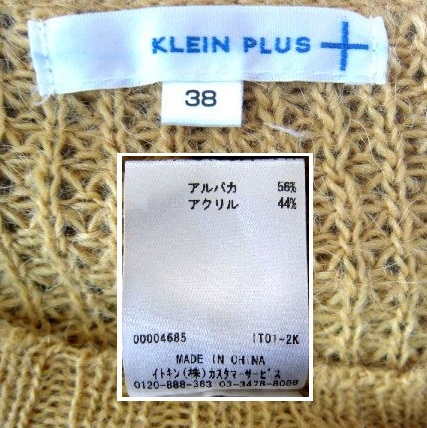 KLEIN PLUS
38
アルパカ 56%
アクリル 44%
00004685 IT01-2K
MADE IN CHINA
イトキン(株)カスタマーサービス
0120-888-363 03-3478-8088